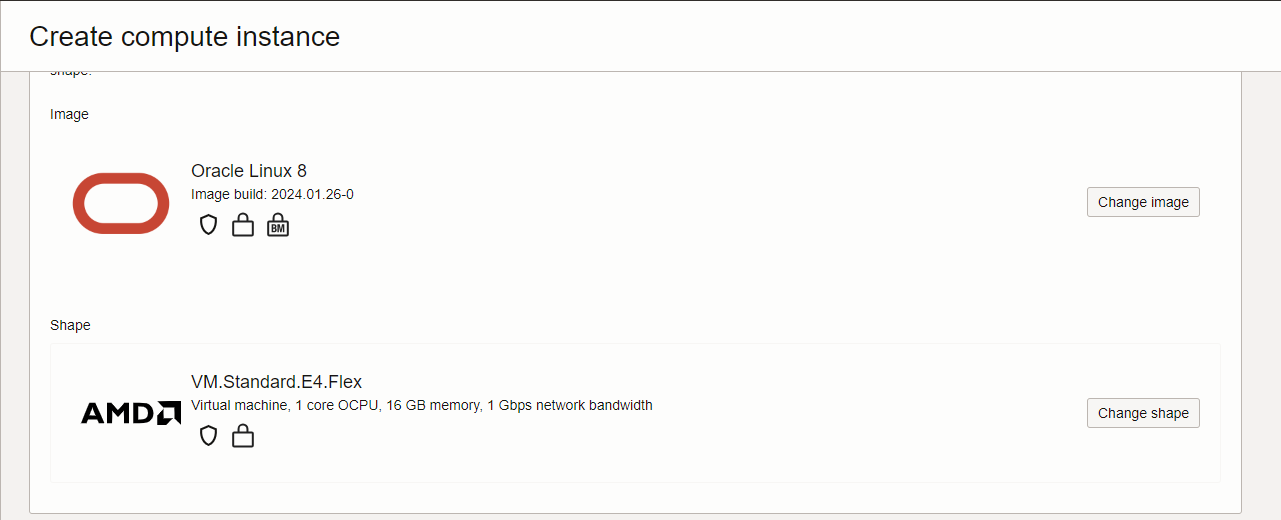 Create compute instance
shape.
Image
Oracle Linux 8
Image build: 2024.01.26-0
BM
Change image
Shape
AMD
VM.Standard.E4.Flex
Virtual machine, 1 core OCPU, 16 GB memory, 1 Gbps network bandwidth
Change shape